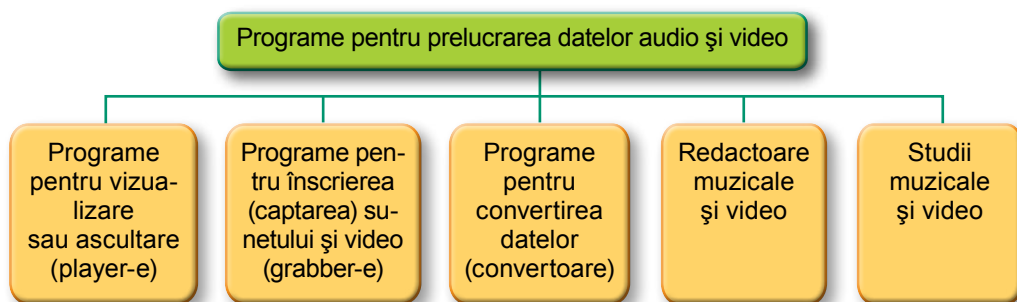 Programe pentru prelucrarea datelor audio şi video
Programe
pentru vizua-
lizare
sau ascultare
(player-e)
Programe pen-
tru înscrierea
(captarea) su-
netului şi video
(grabber-e)
Programe
pentru
convertirea
datelor
(convertoare)
Redactoare
muzicale
şi video
Studii
muzicale
şi video